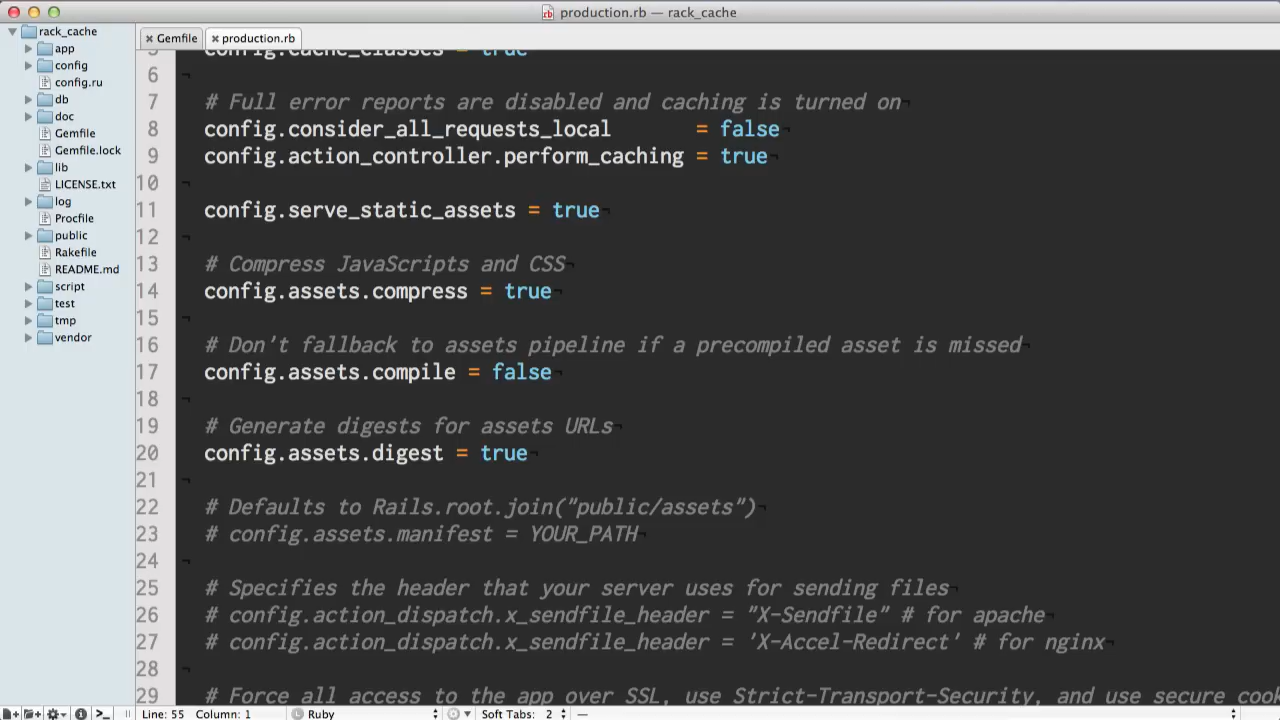 production.rb — rack_cache
rack_cache
app
config
config.ru
db
doc
Gemfile
Gemfile.lock
lib
LICENSE.txt
log
Procfile
public
Rakefile
README.md
script
test
tmp
vendor
Gemfile
production.rb
5 config.cache_classes = true
6
7 # Full error reports are disabled and caching is turned on
8 config.consider_all_requests_local       = false
9 config.action_controller.perform_caching = true
10
11 config.serve_static_assets = true
12
13 # Compress JavaScripts and CSS
14 config.assets.compress = true
15
16 # Don't fallback to assets pipeline if a precompiled asset is missed
17 config.assets.compile = false
18
19 # Generate digests for assets URLs
20 config.assets.digest = true
21
22 # Defaults to Rails.root.join("public/assets")
23 # config.assets.manifest = YOUR_PATH
24
25 # Specifies the header that your server uses for sending files
26 # config.action_dispatch.x_sendfile_header = "X-Sendfile" # for apache
27 # config.action_dispatch.x_sendfile_header = 'X-Accel-Redirect' # for nginx
28
29 # Force all access to the app over SSL, use Strict-Transport-Security, and use secure coo
Line: 55 Column: 1 Ruby Soft Tabs: 2 —